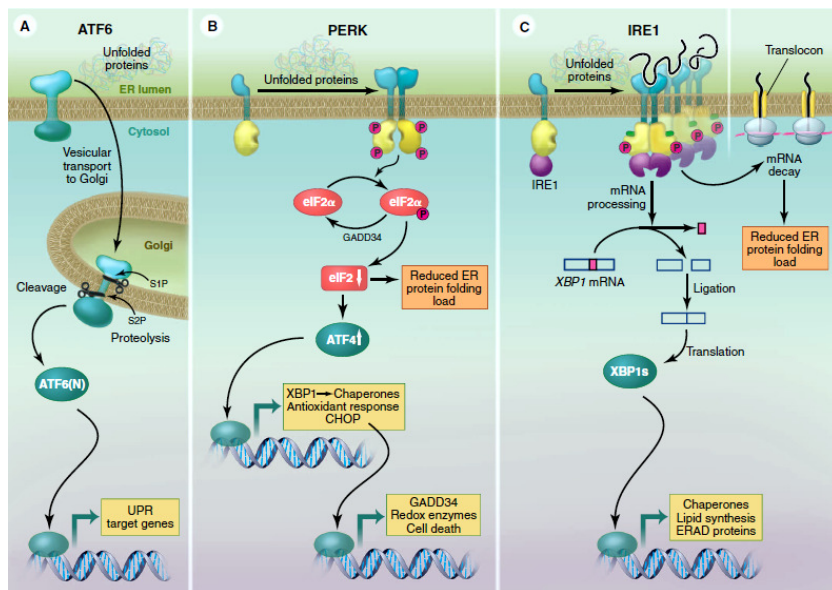 A
ATF6
Unfolded
proteins
ER lumen
Cytosol
Vesicular
transport
to Golgi
Golgi
S1P
Cleavage
S2P
Proteolysis
ATF6(N)
UPR
target genes
B
PERK
Unfolded proteins
P
P
P
P
eIF2α
eIF2α
P
GADD34
eIF2
Reduced ER
protein folding
load
ATF4
XBP1→Chaperones
Antioxidant response
CHOP
GADD34
Redox enzymes
Cell death
C
IRE1
Unfolded
proteins
Translocon
P
P
P
IRE1
mRNA
decay
mRNA
processing
Reduced ER
protein folding
load
XBP1 mRNA
Ligation
Translation
XBP1s
Chaperones
Lipid synthesis
ERAD proteins